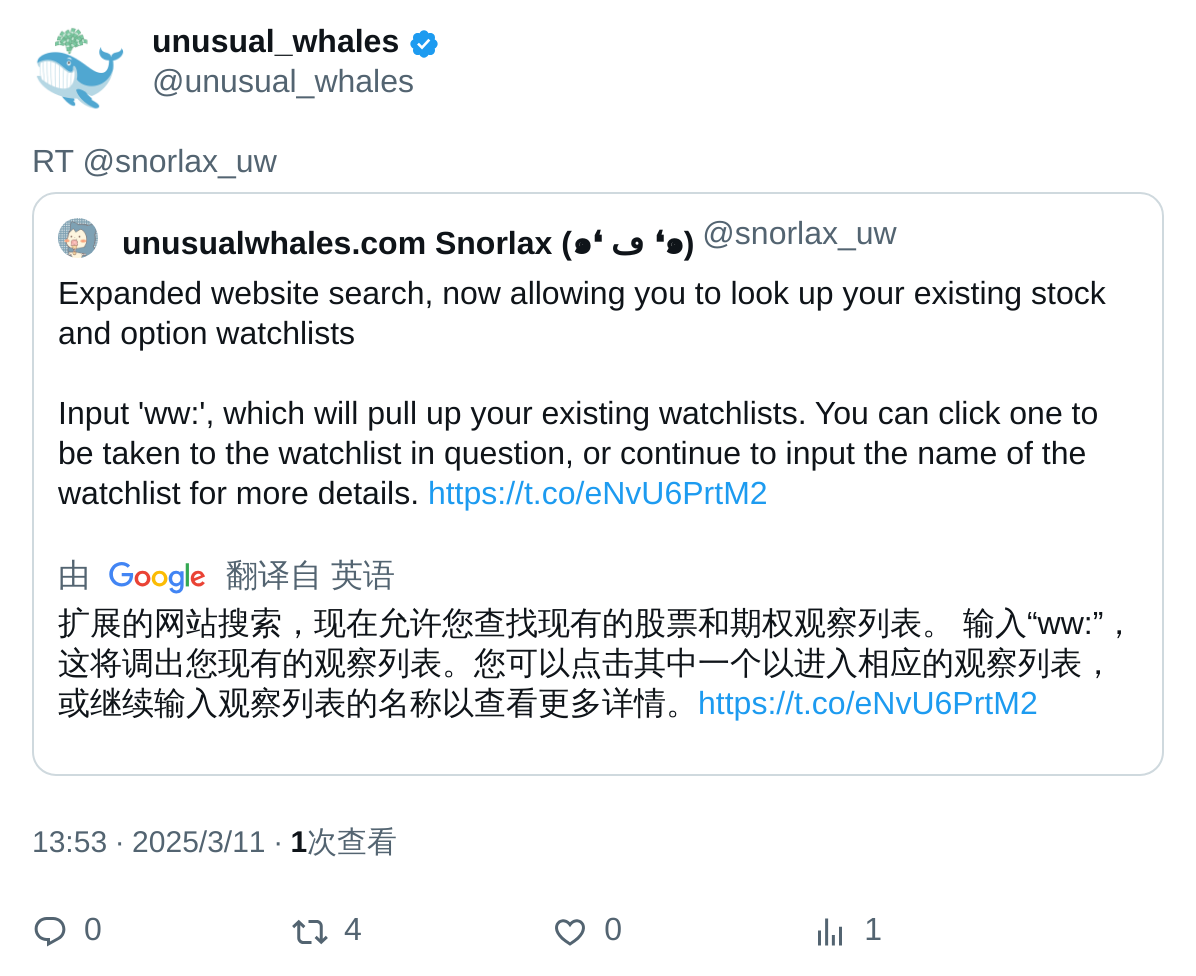 unusual_whales
@unusual_whales
RT @snorlax_uw
unusualwhales.com Snorlax (๑❛ ڡ ❛๑) @snorlax_uw
Expanded website search, now allowing you to look up your existing stock
and option watchlists
Input 'ww:', which will pull up your existing watchlists. You can click one to
be taken to the watchlist in question, or continue to input the name of the
watchlist for more details. https://t.co/eNvU6PrtM2
由 Google 翻译自 英语
扩展的网站搜索，现在允许您查找现有的股票和期权观察列表。 输入“ww:”，
这将调出您现有的观察列表。您可以点击其中一个以进入相应的观察列表，
或继续输入观察列表的名称以查看更多详情。https://t.co/eNvU6PrtM2
13:53 · 2025/3/11 · 1次查看
0 4 0 1